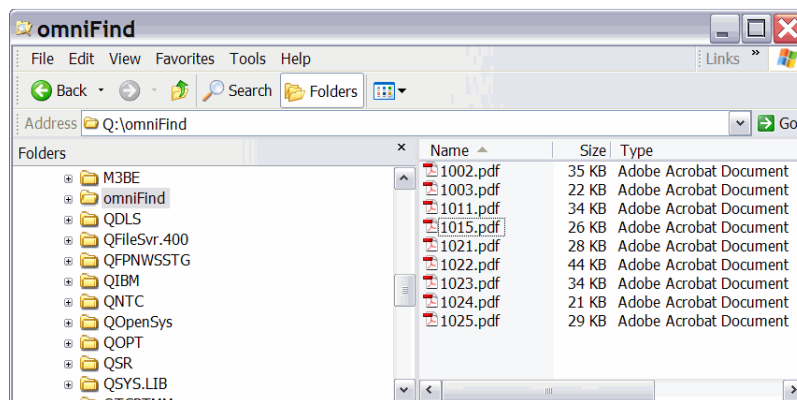 omniFind
File Edit View Favorites Tools Help Links »
Back Search Folders
Address Q:\omniFind Go
Folders × Name Size Type
M3BE
omniFind
QDLS
QFileSvr.400
QFPNWSSTG
QIBM
QNTC
QOpenSys
QOPT
QSR
QSYS.LIB
1002.pdf 35 KB Adobe Acrobat Document
1003.pdf 22 KB Adobe Acrobat Document
1011.pdf 34 KB Adobe Acrobat Document
1015.pdf 26 KB Adobe Acrobat Document
1021.pdf 28 KB Adobe Acrobat Document
1022.pdf 44 KB Adobe Acrobat Document
1023.pdf 34 KB Adobe Acrobat Document
1024.pdf 21 KB Adobe Acrobat Document
1025.pdf 29 KB Adobe Acrobat Document